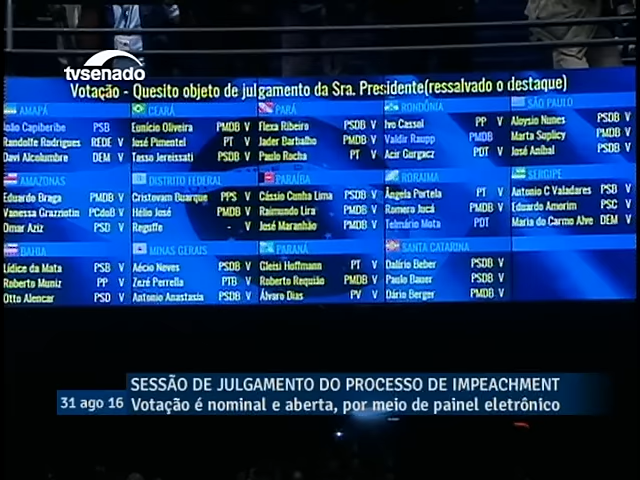 tvsenado
Votação - Quesito objeto de julgamento da Sra. Presidente(ressalvado o destaque)
AMAPÁ
João Capiberibe PSB
Randolfe Rodrigues REDE V
Davi Alcolumbre DEM V
CEARÁ
Eunício Oliveira PMDB V
José Pimentel PT V
Tasso Jereissati PSDB V
PARÁ
Flexa Ribeiro PSDB V
Jader Barbalho PMDB V
Paulo Rocha PT V
RONDÔNIA
Ivo Cassol PP V
Valdir Raupp PMDB
Acir Gurgacz PDT V
SÃO PAULO
Aloysio Nunes PSDB V
Marta Suplicy PMDB V
José Aníbal PSDB V
AMAZONAS
Eduardo Braga PMDB V
Vanessa Grazziotin PCdoB V
Omar Aziz PSD V
DISTRITO FEDERAL
Cristovam Buarque PPS V
Hélio José PMDB V
Reguffe - V
PARAÍBA
Cássio Cunha Lima PSDB V
Raimundo Lira PMDB V
José Maranhão PMDB V
RORAIMA
Ângela Portela PT V
Romero Jucá PMDB V
Telmário Mota PDT
SERGIPE
Antonio C Valadares PSB V
Eduardo Amorim PSC V
Maria do Carmo Alve DEM V
BAHIA
Lídice da Mata PSB V
Roberto Muniz PP V
Otto Alencar PSD V
MINAS GERAIS
Aécio Neves PSDB V
Zezé Perrella PTB V
Antonio Anastasia PSDB V
PARANÁ
Gleisi Hoffmann PT V
Roberto Requião PMDB V
Álvaro Dias PV V
SANTA CATARINA
Dalírio Beber PSDB V
Paulo Bauer PSDB V
Dário Berger PMDB V
SESSÃO DE JULGAMENTO DO PROCESSO DE IMPEACHMENT
31 ago 16 Votação é nominal e aberta, por meio de painel eletrônico